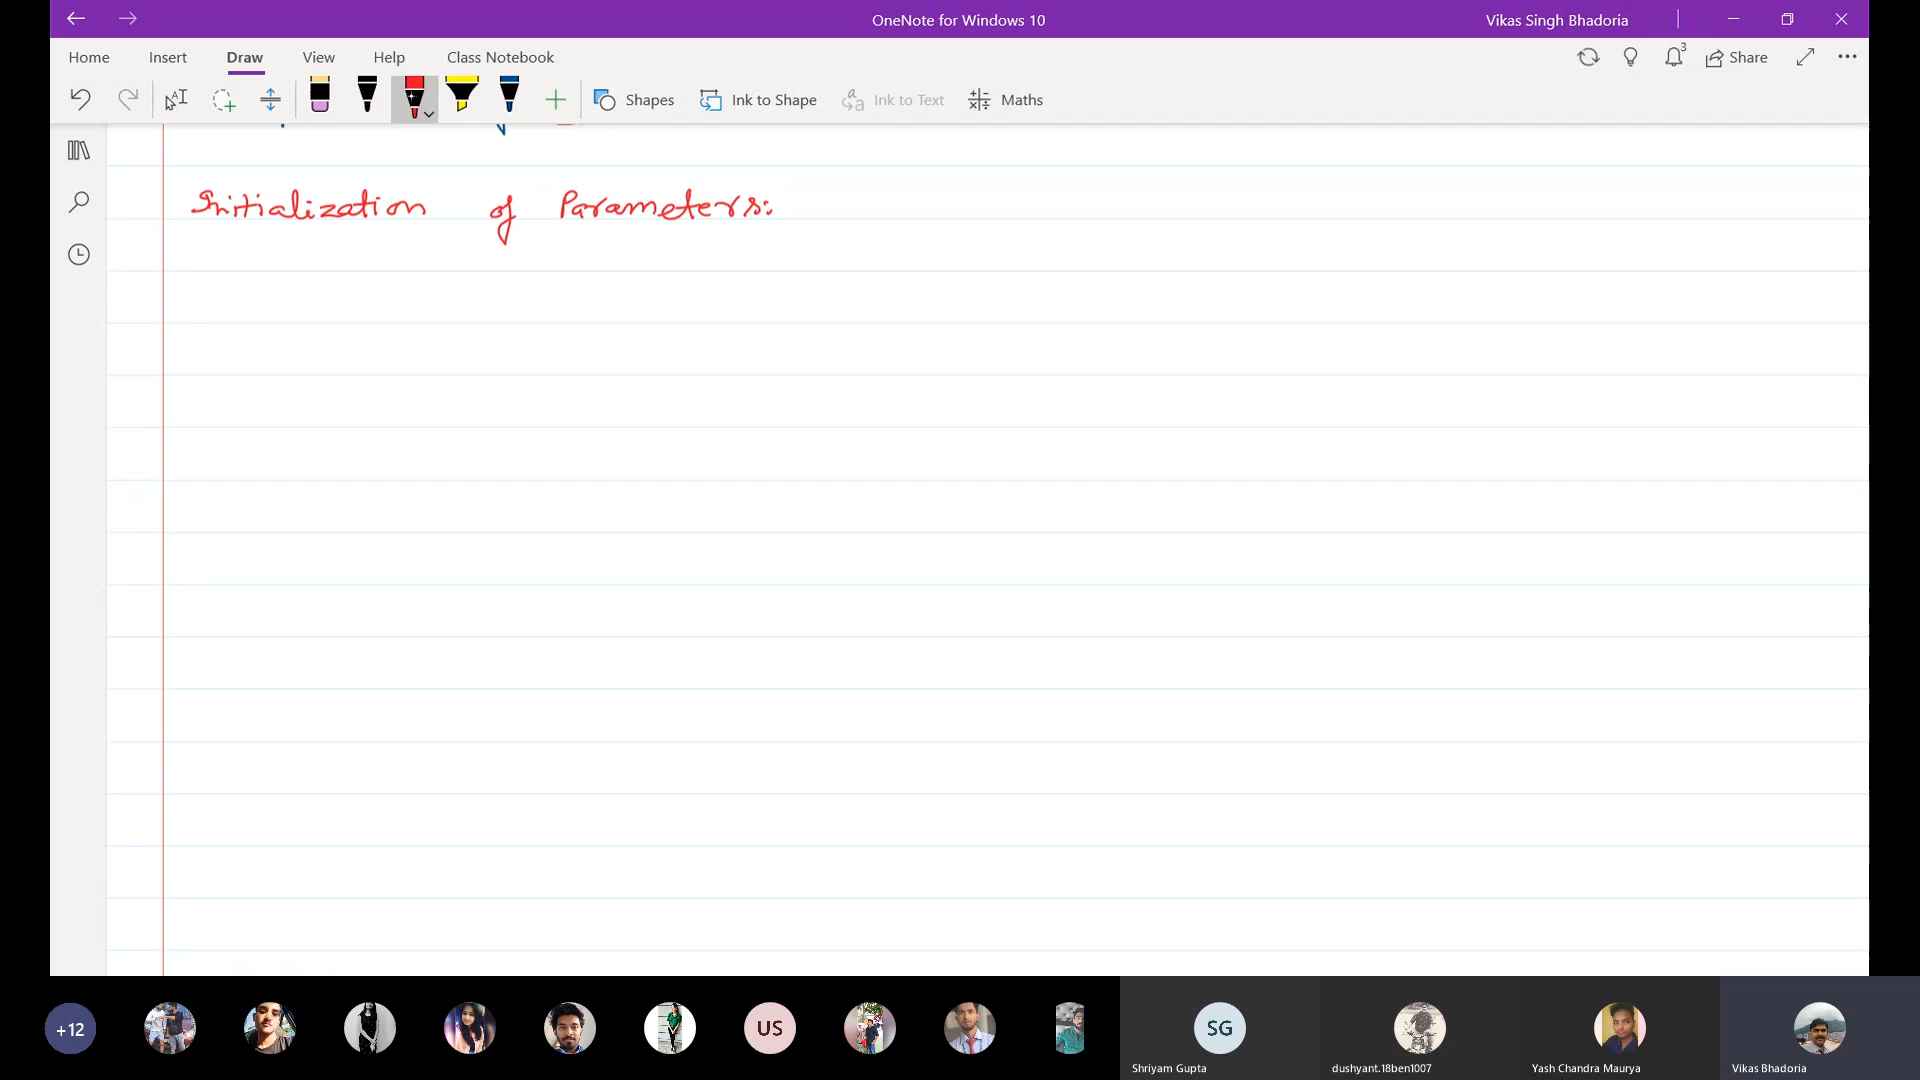 OneNote for Windows 10
Vikas Singh Bhadoria
Home Insert Draw View Help Class Notebook
3
Share
Shapes
Ink to Shape
Ink to Text
Maths
Initialization of Parameters:
+12
US
SG
Shriyam Gupta
dushyant.18ben1007
Yash Chandra Maurya
Vikas Bhadoria